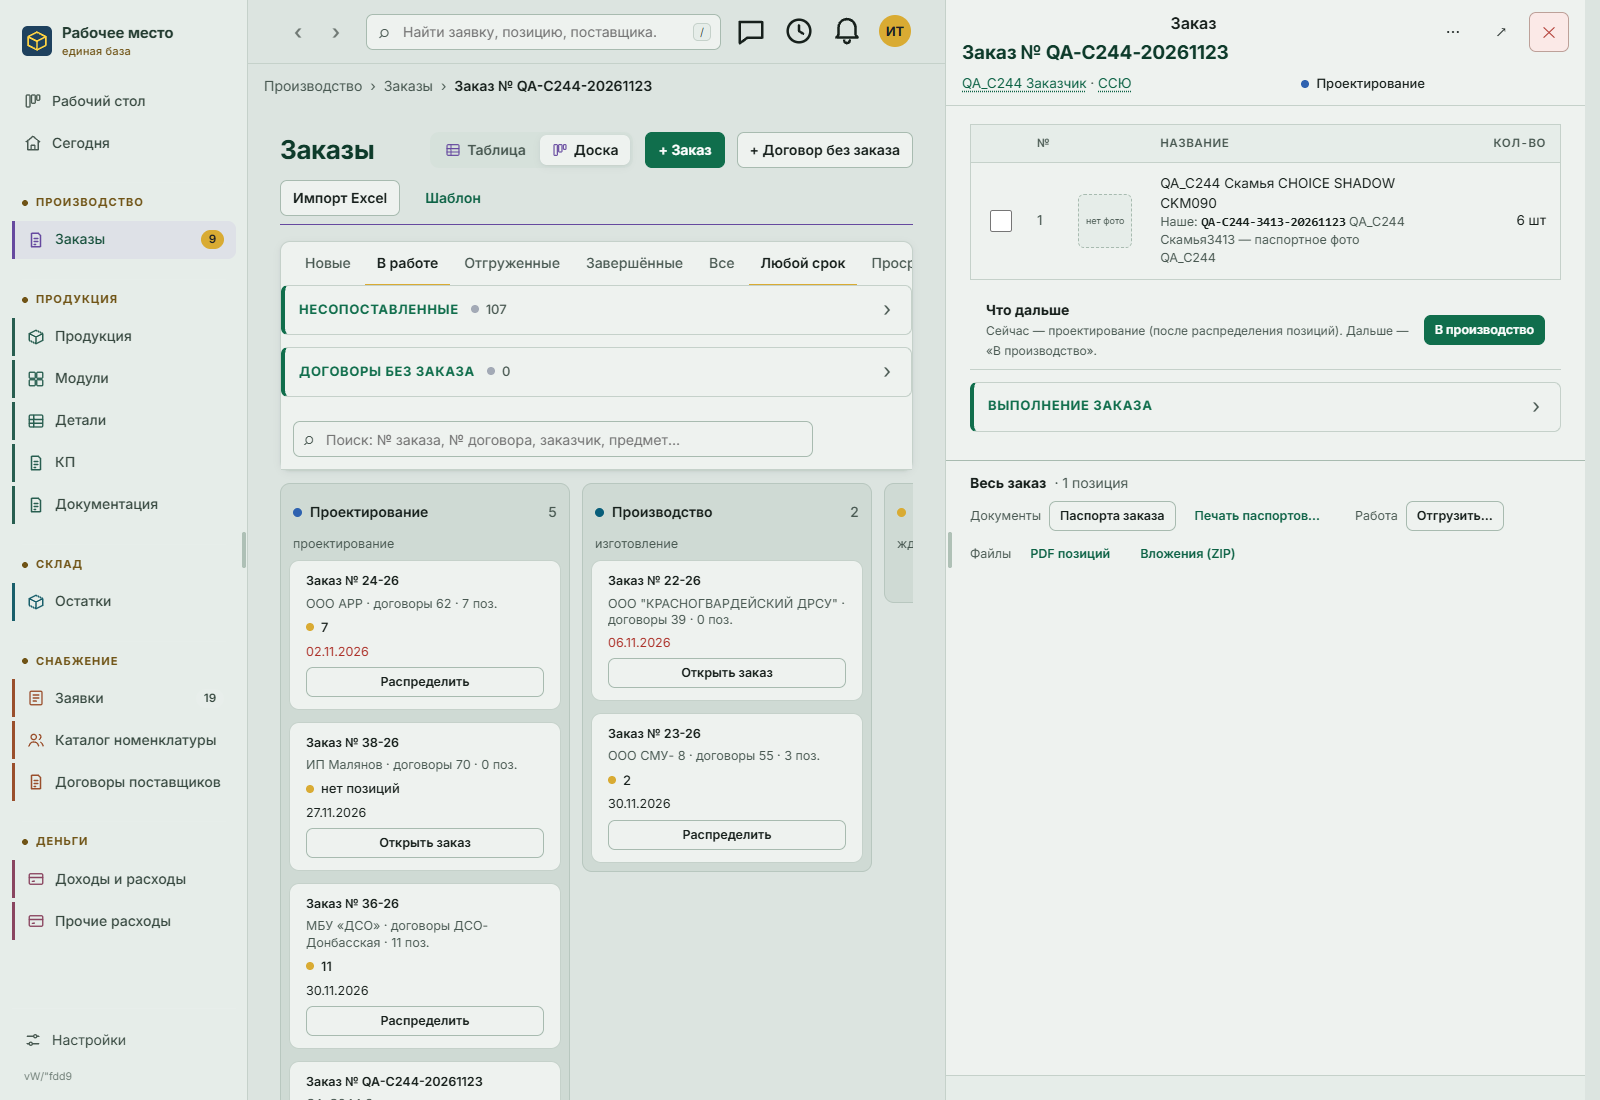 Рабочее место
единая база
Рабочий стол
Сегодня
ПРОИЗВОДСТВО
Заказы 9
ПРОДУКЦИЯ
Продукция
Модули
Детали
КП
Документация
СКЛАД
Остатки
СНАБЖЕНИЕ
Заявки 19
Каталог номенклатуры
Договоры поставщиков
ДЕНЬГИ
Доходы и расходы
Прочие расходы
Настройки
vW/"fdd9
Найти заявку, позицию, поставщика. /
ИТ
Производство › Заказы › Заказ № QA-C244-20261123
Заказы
Таблица
Доска
+ Заказ
+ Договор без заказа
Импорт Excel
Шаблон
Новые В работе Отгруженные Завершённые Все Любой срок Проср
НЕСОПОСТАВЛЕННЫЕ 107
ДОГОВОРЫ БЕЗ ЗАКАЗА 0
Поиск: № заказа, № договора, заказчик, предмет...
Проектирование 5
проектирование
Заказ № 24-26
ООО АРР · договоры 62 · 7 поз.
7
02.11.2026
Распределить
Заказ № 38-26
ИП Малянов · договоры 70 · 0 поз.
нет позиций
27.11.2026
Открыть заказ
Заказ № 36-26
МБУ «ДСО» · договоры ДСО-
Донбасская · 11 поз.
11
30.11.2026
Распределить
Заказ № QA-C244-20261123
Производство 2
изготовление
Заказ № 22-26
ООО "КРАСНОГВАРДЕЙСКИЙ ДРСУ" ·
договоры 39 · 0 поз.
06.11.2026
Открыть заказ
Заказ № 23-26
ООО СМУ- 8 · договоры 55 · 3 поз.
2
30.11.2026
Распределить
жд
Заказ
Заказ № QA-C244-20261123
QA_C244 Заказчик · ССЮ
Проектирование
№ НАЗВАНИЕ КОЛ-ВО
1
нет фото
QA_C244 Скамья CHOICE SHADOW
СКМ090
Наше: QA-C244-3413-20261123 QA_C244
Скамья3413 — паспортное фото
QA_C244
6 шт
Что дальше
Сейчас — проектирование (после распределения позиций). Дальше —
«В производство».
В производство
ВЫПОЛНЕНИЕ ЗАКАЗА
Весь заказ · 1 позиция
Документы Паспорта заказа Печать паспортов... Работа Отгрузить...
Файлы PDF позиций Вложения (ZIP)